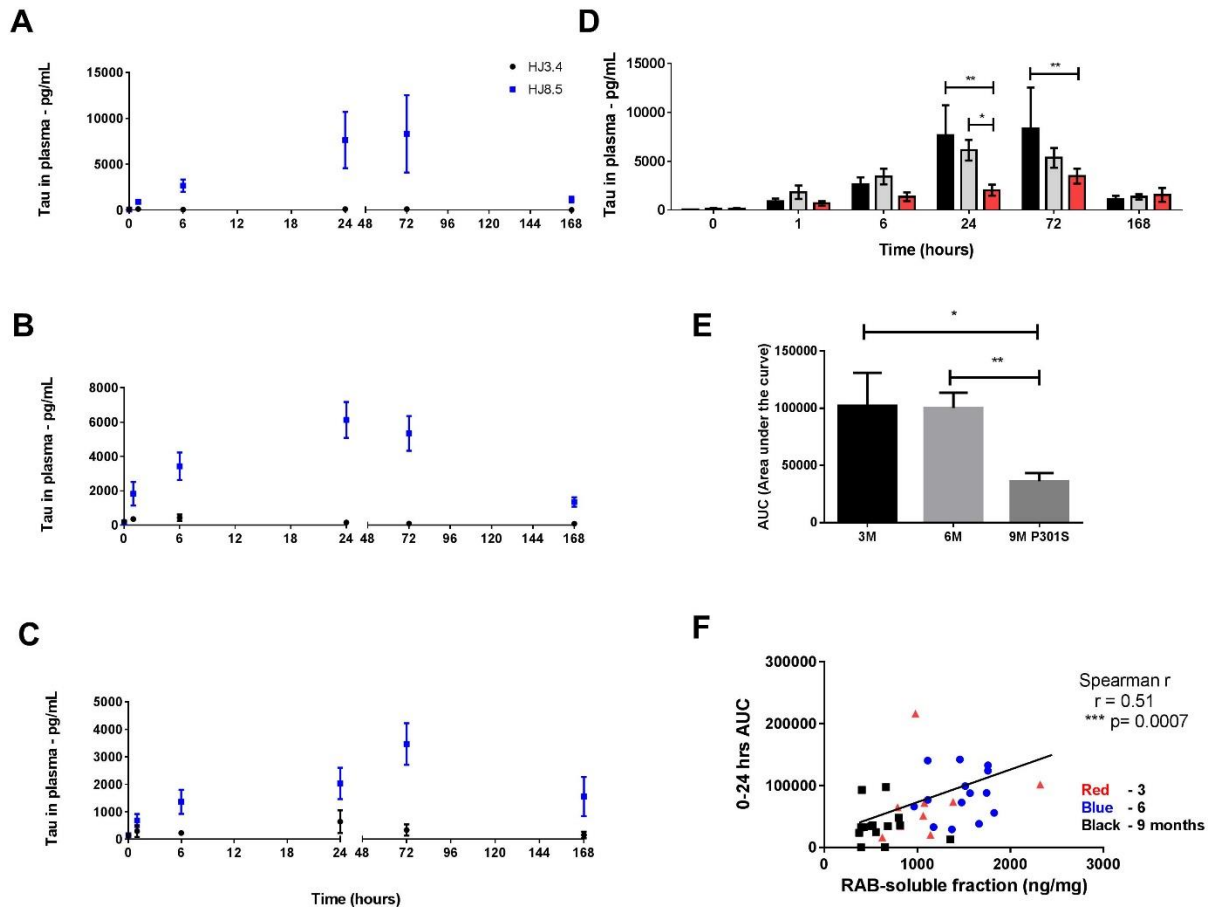 A
Tau in plasma - pg/mL
15000
10000
5000
0
0 6 12 18 24 48 72 96 120 144 168
HJ3.4
HJ8.5
B
Tau in plasma - pg/mL
8000
6000
4000
2000
0
0 6 12 18 24 48 72 96 120 144 168
C
Tau in plasma - pg/mL
5000
4000
3000
2000
1000
0
0 6 12 18 24 48 72 96 120 144 168
Time (hours)
D
Tau in plasma - pg/mL
15000
10000
5000
0
** **
*
0 1 6 24 72 168
Time (hours)
E
AUC (Area under the curve)
150000
100000
50000
0
*
**
3M 6M 9M P301S
F
0-24 hrs AUC
300000
200000
100000
0
0 1000 2000 3000
RAB-soluble fraction (ng/mg)
Spearman r
r = 0.51
*** p= 0.0007
Red - 3
Blue - 6
Black - 9 months